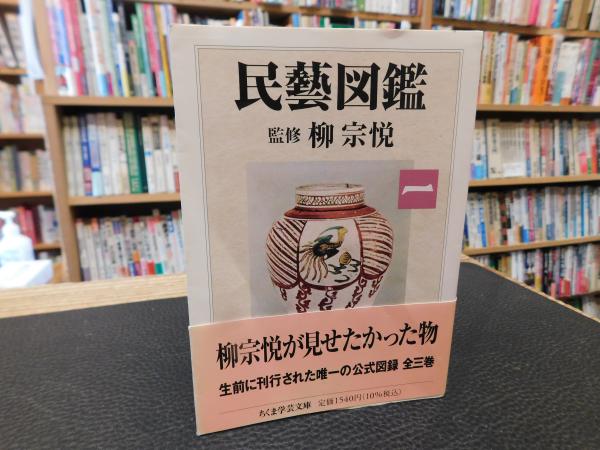 民藝図鑑
監修 柳 宗悦
一
柳宗悦が見せたかった物
生前に刊行された唯一の公式図録 全三巻
ちくま学芸文庫 定価1540円(10%税込)